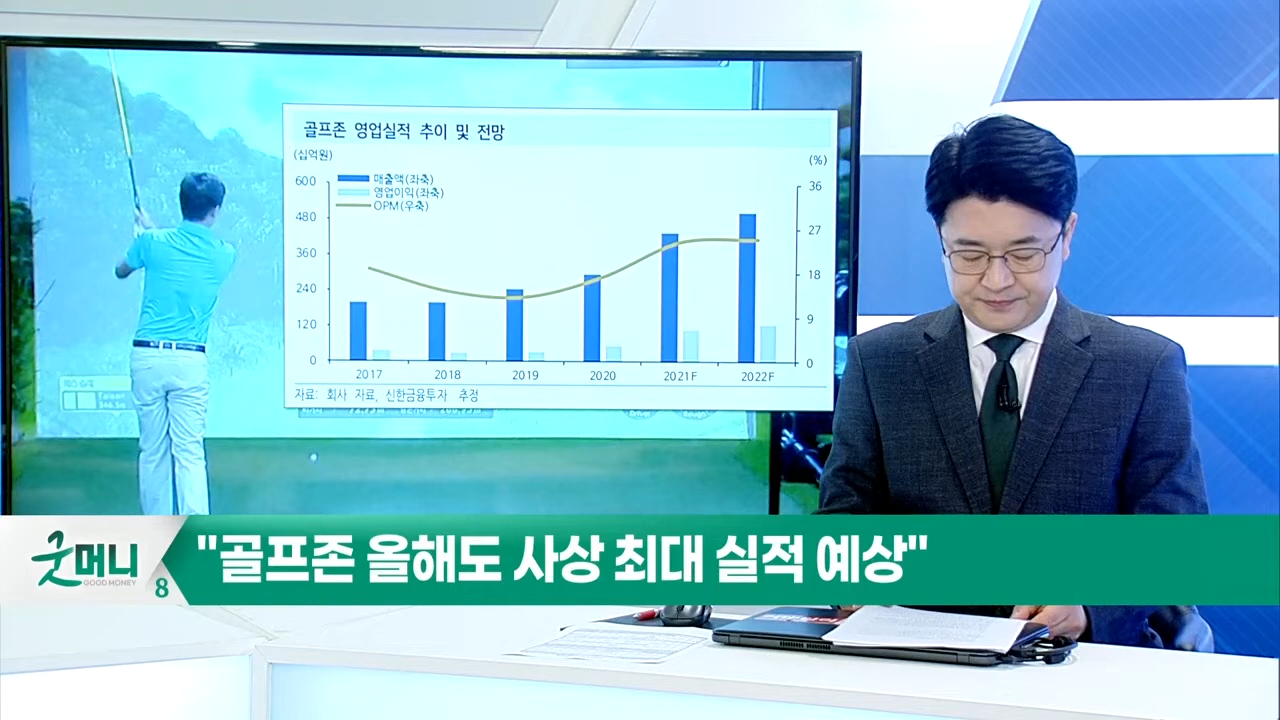 골프존 영업실적 추이 및 전망
(십억원)
(%)
매출액(좌축)
영업이익(좌축)
OPM(우축)
600
480
360
240
120
0
36
27
18
9
0
2017 2018 2019 2020 2021F 2022F
자료: 회사 자료, 신한금융투자 추정
굿머니
GOOD MONEY
8
"골프존 올해도 사상 최대 실적 예상"